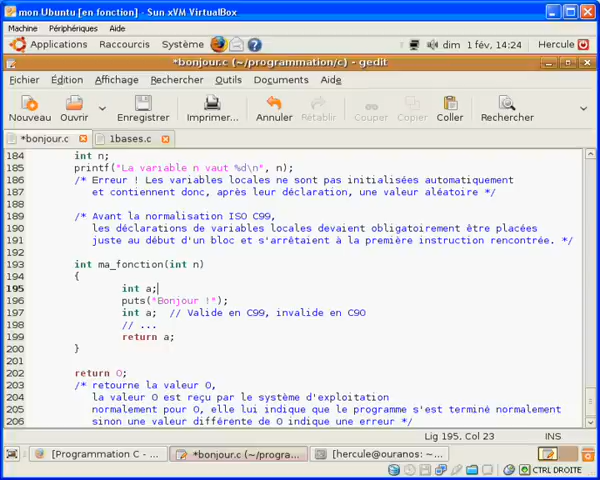 mon Ubuntu [en fonction] - Sun xVM VirtualBox
Machine Périphériques Aide
Applications Raccourcis Système dim 1 fév, 14:24 Hercule
*bonjour.c (~/programmation/c) - gedit
Fichier Édition Affichage Rechercher Outils Documents Aide
Nouveau Ouvrir Enregistrer Imprimer... Annuler Rétablir Couper Copier Coller Rechercher
*bonjour.c 1bases.c
184 int n;
185 printf("La variable n vaut %d\n", n);
186 /* Erreur ! Les variables locales ne sont pas initialisées automatiquement
187 et contiennent donc, après leur déclaration, une valeur aléatoire */
188
189 /* Avant la normalisation ISO C99,
190 les déclarations de variables locales devaient obligatoirement être placées
191 juste au début d'un bloc et s'arrêtaient à la première instruction rencontrée. */
192
193 int ma_fonction(int n)
194 {
195 int a;
196 puts("Bonjour !");
197 int a; // Valide en C99, invalide en C90
198 // ...
199 return a;
200 }
201
202 return 0;
203 /* retourne la valeur 0,
204 la valeur 0 est reçu par le système d'exploitation
205 normalement pour 0, elle lui indique que le programme s'est terminé normalement
206 sinon une valeur différente de 0 indique une erreur */
Lig 195, Col 23 INS
[Programmation C - ... *bonjour.c (~/progra... [hercule@ouranos: ~...
CTRL DROITE